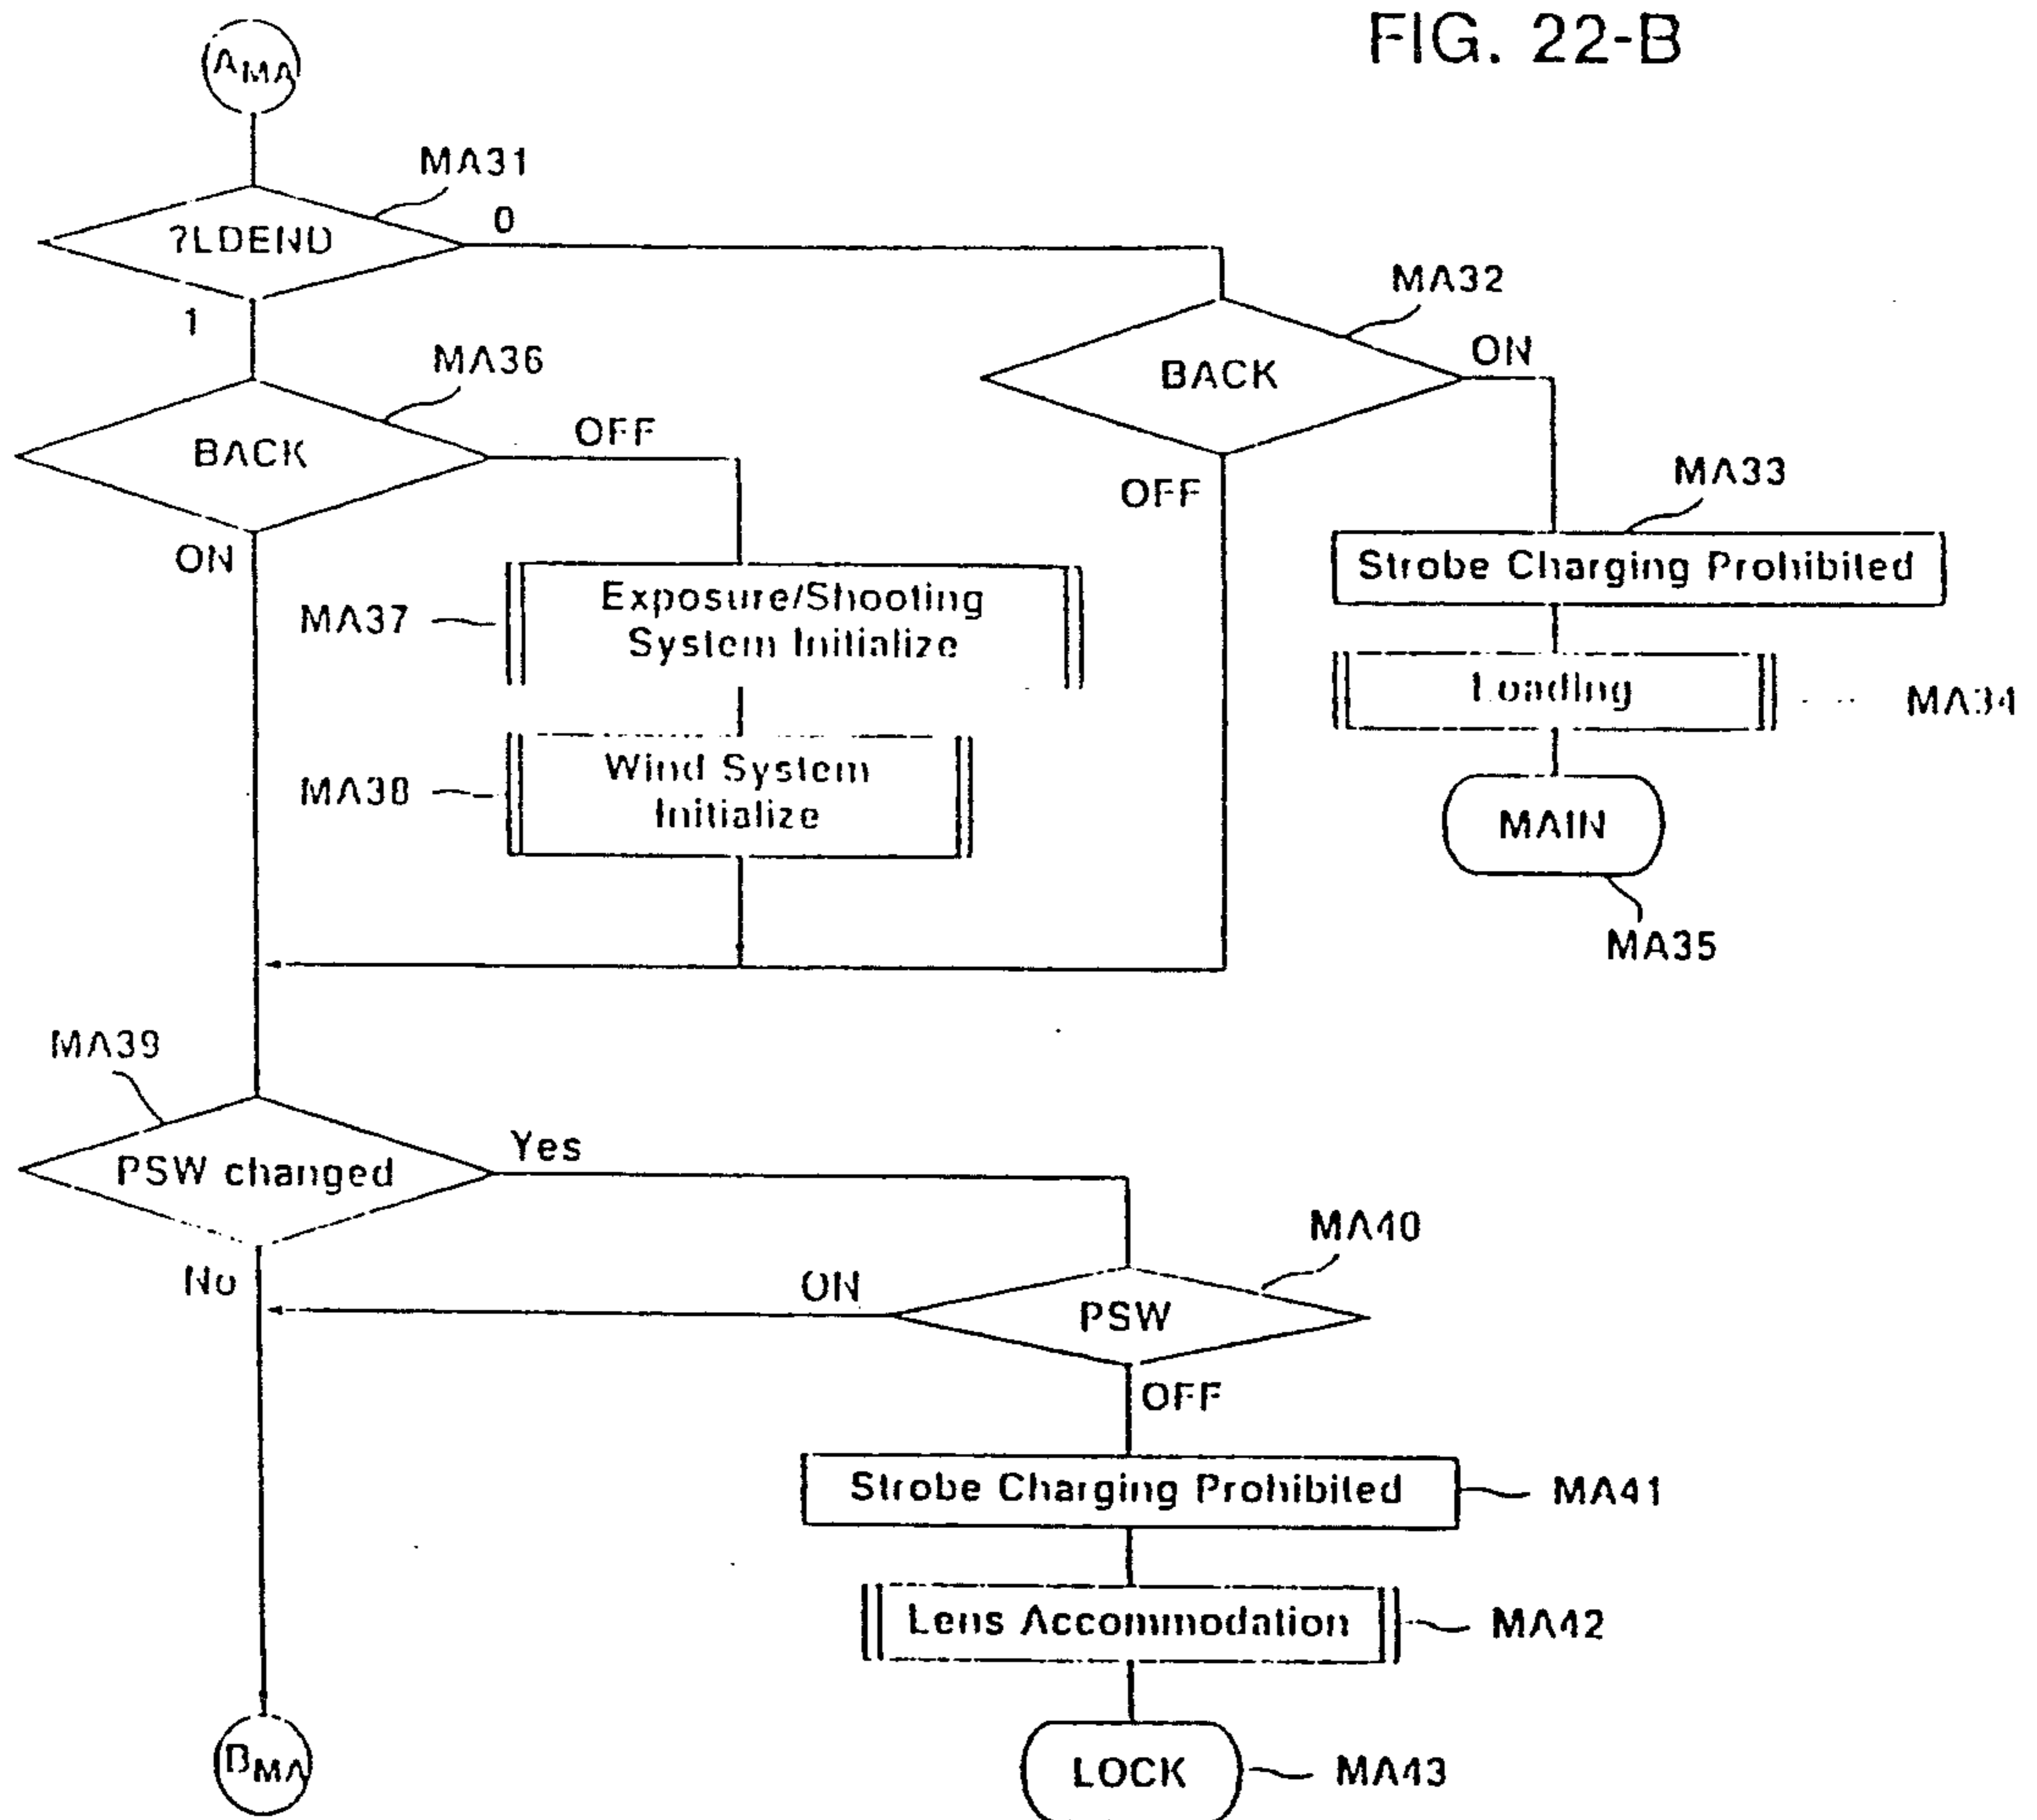 FIG. 22-B
AMA
MA31
?LDEND
0
1
MA32
BACK
ON
OFF
MA36
BACK
OFF
ON
MA33
Strobe Charging Prohibited
MA37
Exposure/Shooting
System Initialize
Loading
MA34
MA38
Wind System
Initialize
MAIN
MA35
MA39
PSW changed
Yes
No
MA40
PSW
ON
OFF
Strobe Charging Prohibited
MA41
Lens Accommodation
MA42
LOCK
MA43
BMA